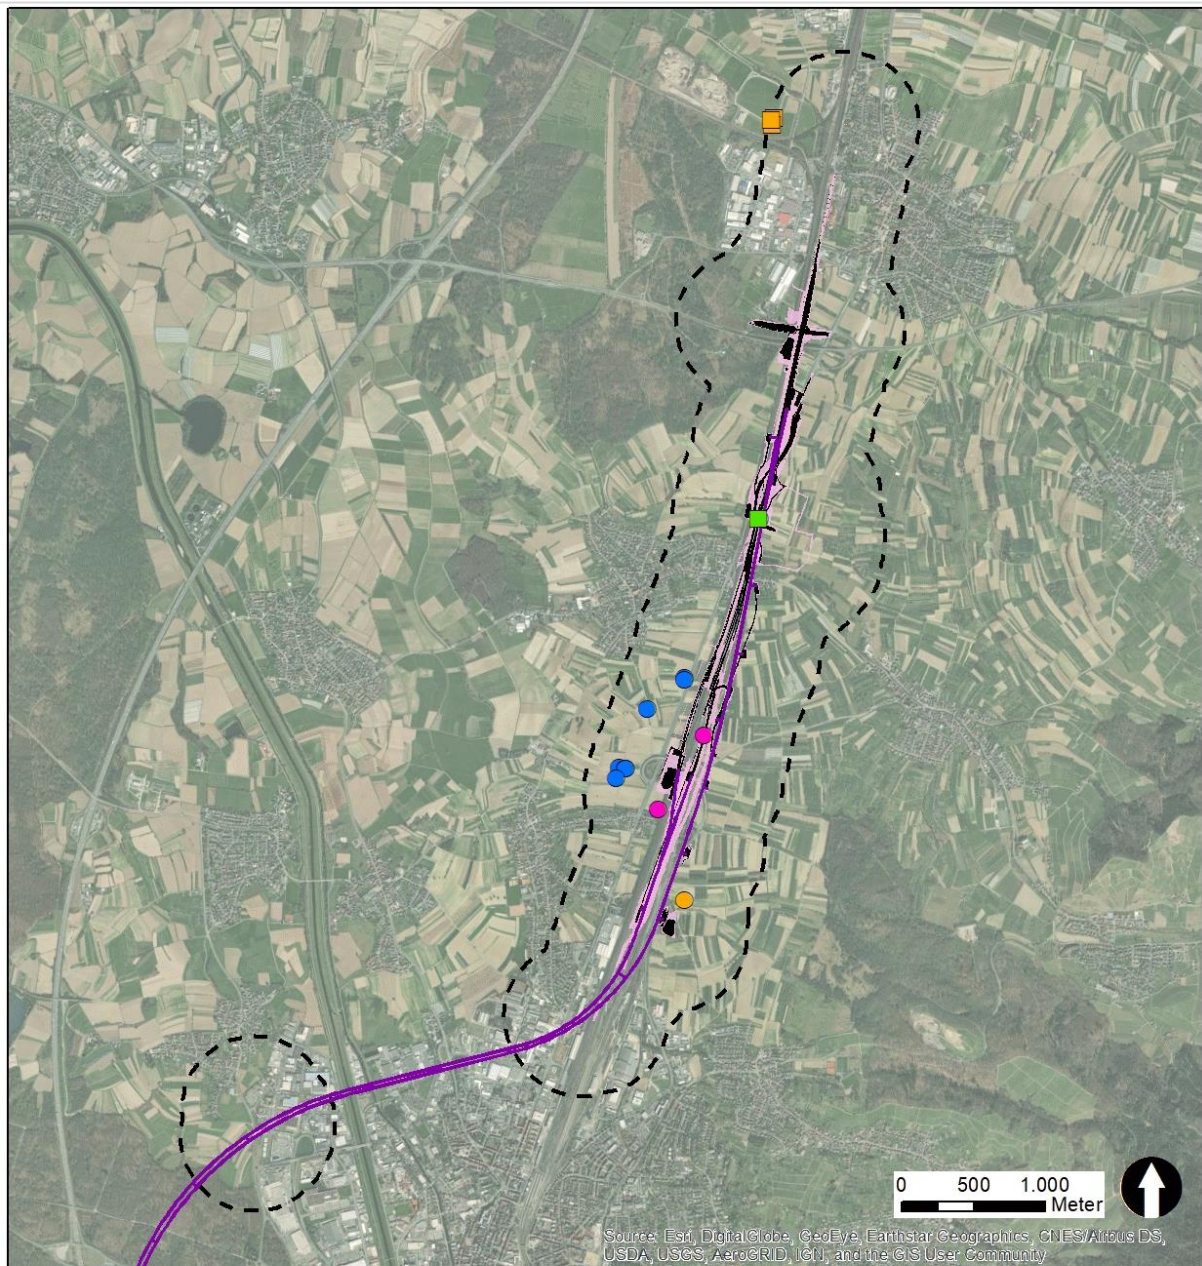 0 500 1.000
Meter
Source: Esri, DigitalGlobe, GeoEye, Earthstar Geographics, CNES/Airbus DS,
USDA, USGS, AeroGRID, IGN, and the GIS User Community